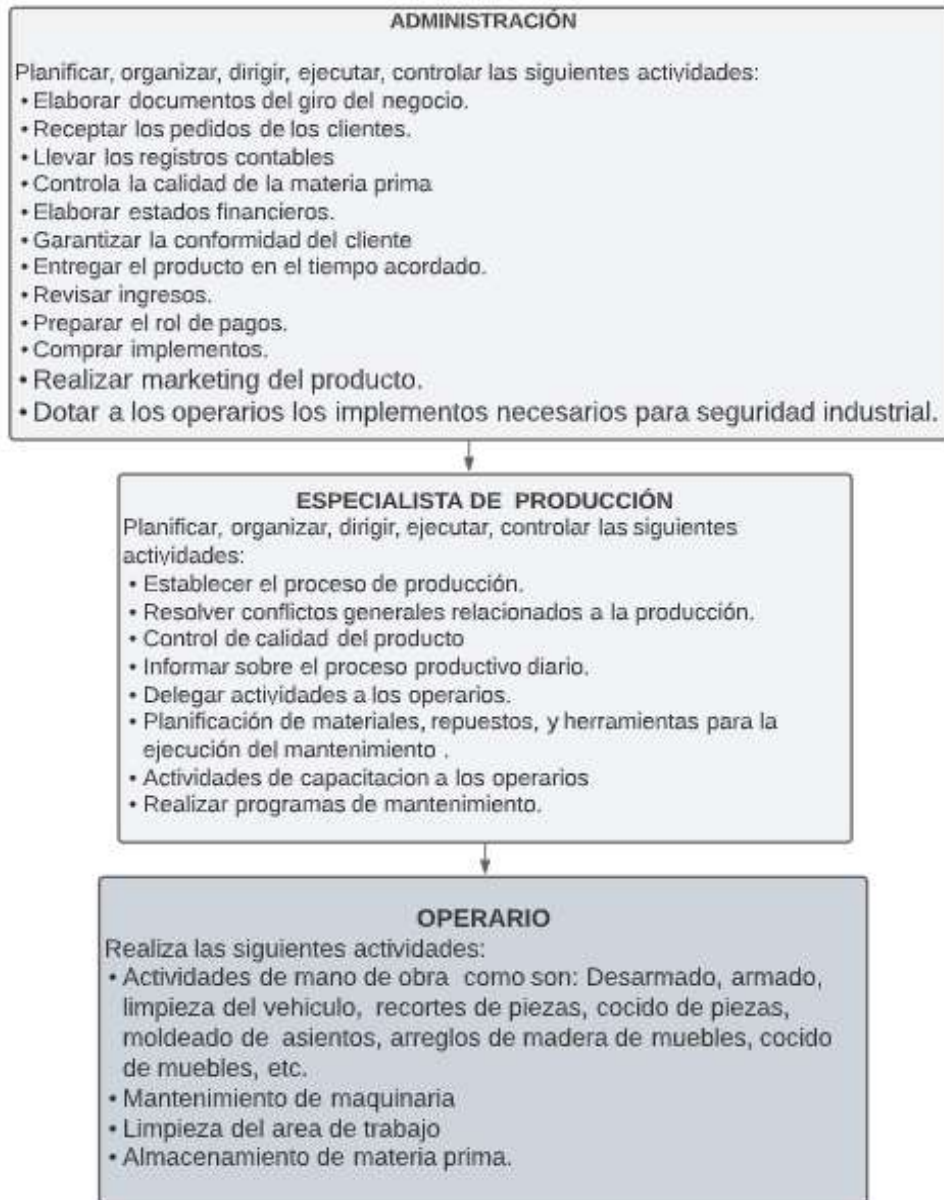 ADMINISTRACIÓN
Planificar, organizar, dirigir, ejecutar, controlar las siguientes actividades:
• Elaborar documentos del giro del negocio.
• Receptar los pedidos de los clientes.
• Llevar los registros contables
• Controla la calidad de la materia prima
• Elaborar estados financieros.
• Garantizar la conformidad del cliente
• Entregar el producto en el tiempo acordado.
• Revisar ingresos.
• Preparar el rol de pagos.
• Comprar implementos.
• Realizar marketing del producto.
• Dotar a los operarios los implementos necesarios para seguridad industrial.
ESPECIALISTA DE PRODUCCIÓN
Planificar, organizar, dirigir, ejecutar, controlar las siguientes
actividades:
• Establecer el proceso de producción.
• Resolver conflictos generales relacionados a la producción.
• Control de calidad del producto
• Informar sobre el proceso productivo diario.
• Delegar actividades a los operarios.
• Planificación de materiales, repuestos, y herramientas para la
ejecución del mantenimiento .
• Actividades de capacitacion a los operarios
• Realizar programas de mantenimiento.
OPERARIO
Realiza las siguientes actividades:
• Actividades de mano de obra como son: Desarmado, armado,
limpieza del vehiculo, recortes de piezas, cocido de piezas,
moldeado de asientos, arreglos de madera de muebles, cocido
de muebles, etc.
• Mantenimiento de maquinaria
• Limpieza del area de trabajo
• Almacenamiento de materia prima.